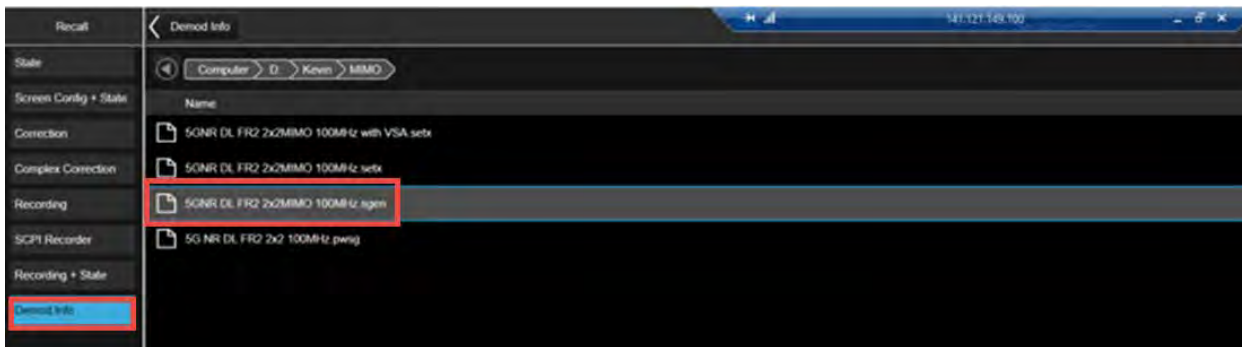 Recall
Demod Info
141.121.149.100
State
Computer D: Kevin MIMO
Screen Config + State
Name
Correction
5GNR DL FR2 2x2MIMO 100MHz with VSA.setx
Complex Correction
5GNR DL FR2 2x2MIMO 100MHz.setx
Recording
5GNR DL FR2 2x2MIMO 100MHz.sgen
SCPI Recorder
5G NR DL FR2 2x2 100MHz.pwsg
Recording + State
Demod Info